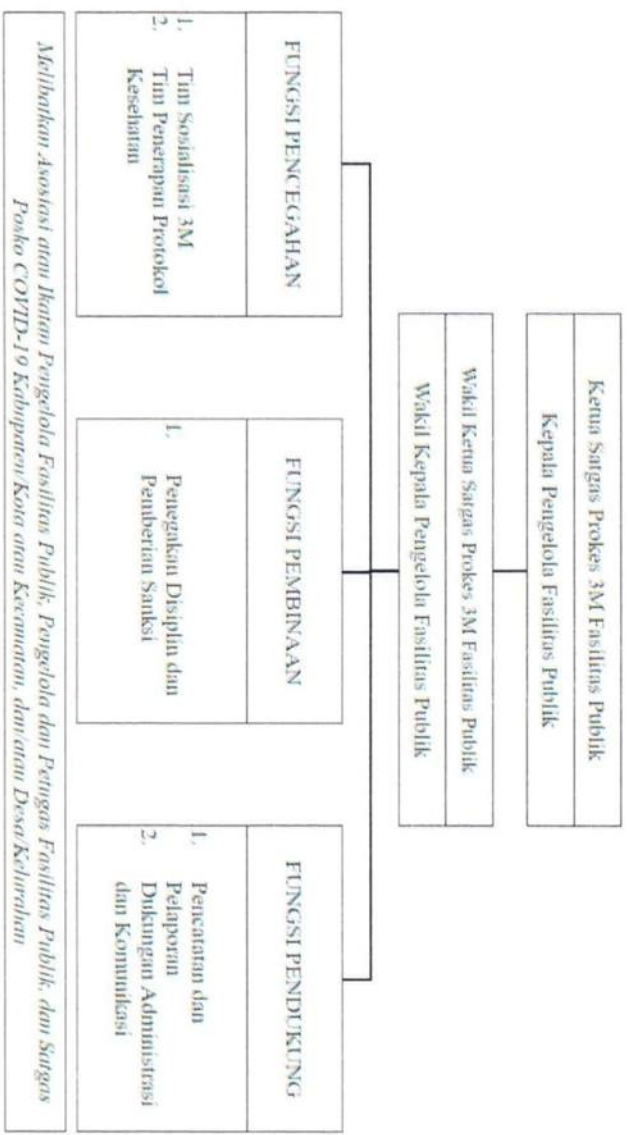 Ketua Satgas Prokes 3M Fasilitas Publik
Kepala Pengelola Fasilitas Publik
Wakil Ketua Satgas Prokes 3M Fasilitas Publik
Wakil Kepala Pengelola Fasilitas Publik
FUNGSI PENCEGAHAN
1. Tim Sosialisasi 3M
2. Tim Penerapan Protokol
Kesehatan
FUNGSI PEMBINAAN
1. Penegakan Disiplin dan
Pemberian Sanksi
FUNGSI PENDUKUNG
1. Pencatatan dan
Pelaporan
2. Dukungan Administrasi
dan Komunikasi
Melibatkan Asosiasi atau Ikatan Pengelola Fasilitas Publik, Pengelola dan Petugas Fasilitas Publik, dan Satgas
Posko COVID-19 Kabupaten/Kota atau Kecamatan, dan/atau Desa/Kelurahan